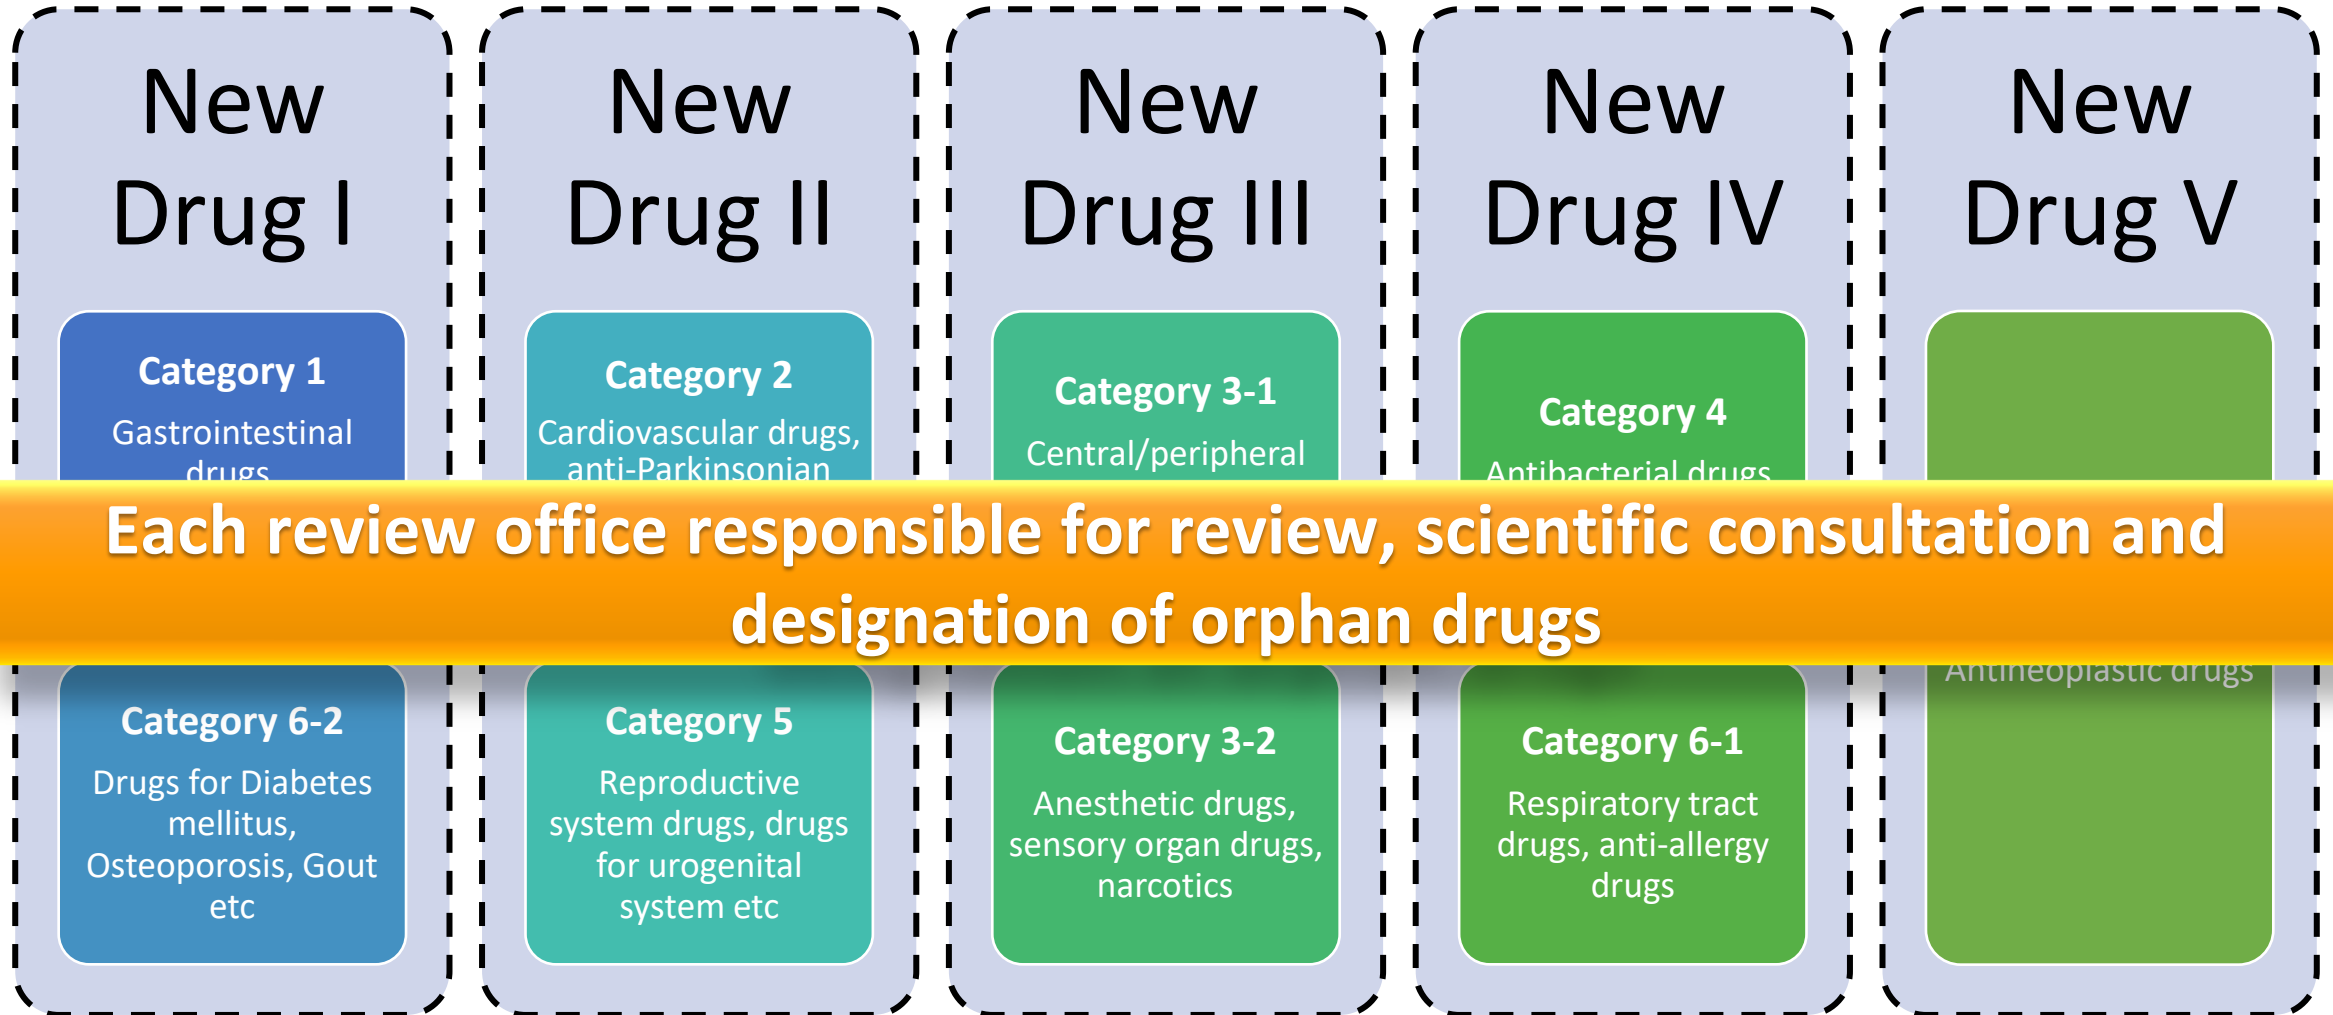 New
Drug I
Category 1
Gastrointestinal
drugs
Category 6-2
Drugs for Diabetes
mellitus,
Osteoporosis, Gout
etc
New
Drug II
Category 2
Cardiovascular drugs,
anti-Parkinsonian
Category 5
Reproductive
system drugs, drugs
for urogenital
system etc
New
Drug III
Category 3-1
Central/peripheral
Category 3-2
Anesthetic drugs,
sensory organ drugs,
narcotics
New
Drug IV
Category 4
Antibacterial drugs
Category 6-1
Respiratory tract
drugs, anti-allergy
drugs
New
Drug V
Antineoplastic drugs
Each review office responsible for review, scientific consultation and
designation of orphan drugs